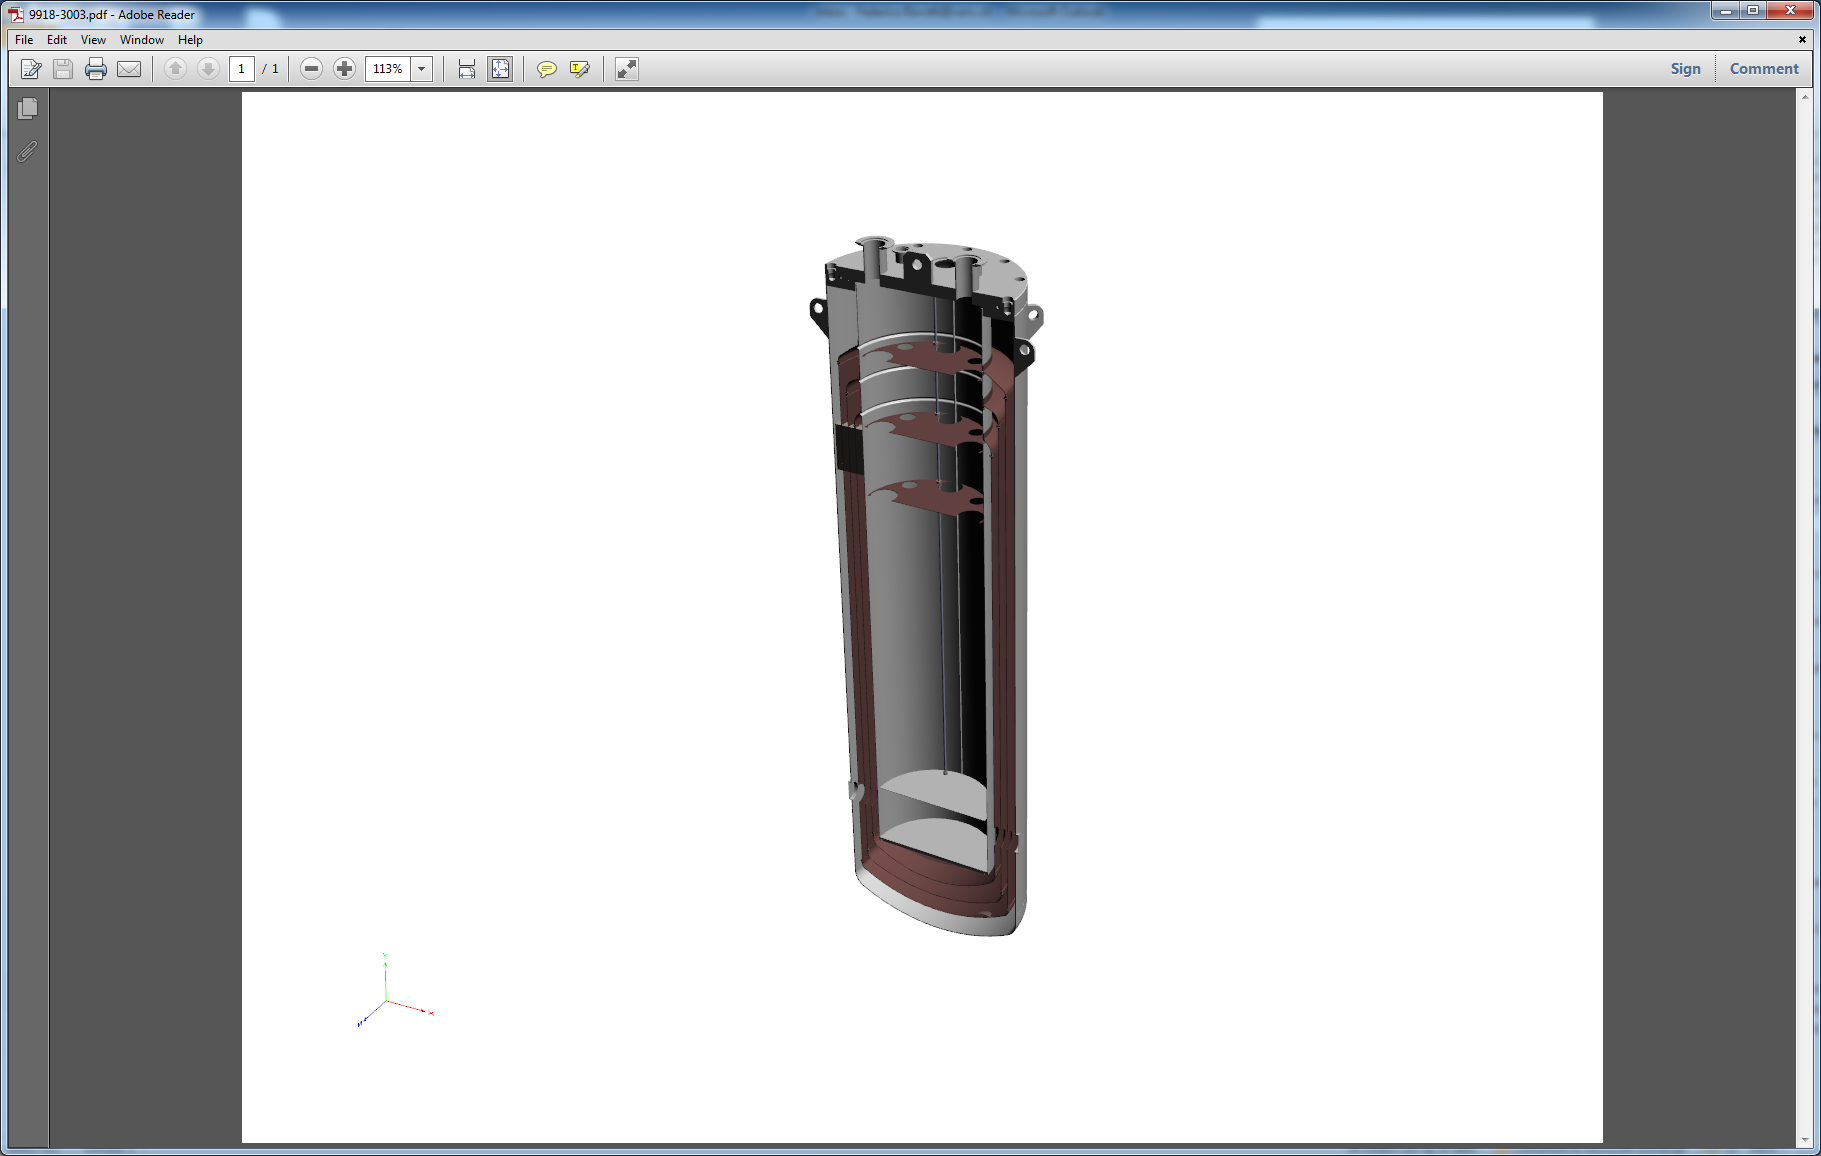 9918-3003.pdf - Adobe Reader
File Edit View Window Help
1 / 1 113% Sign Comment
Y
X